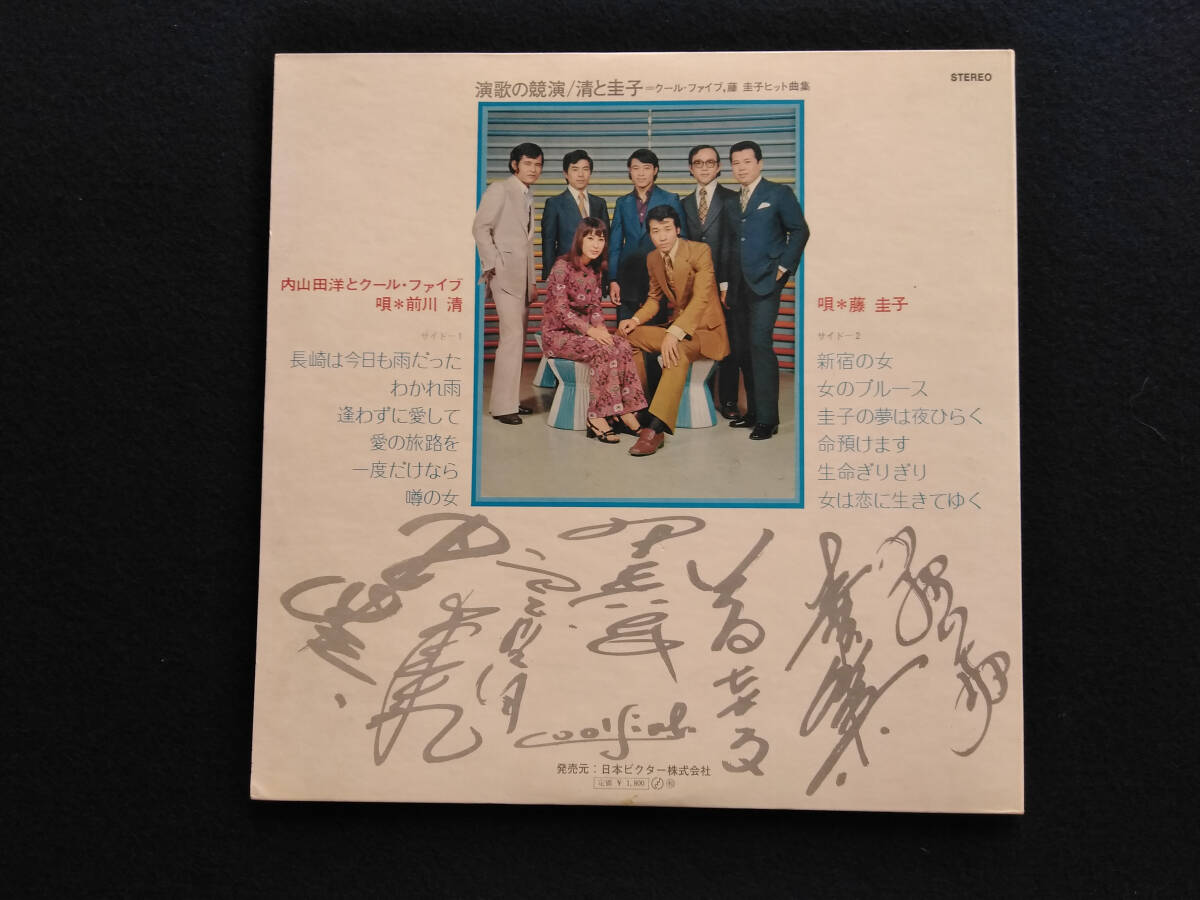 STEREO
演歌の競演/清と圭子=クール・ファイブ,藤 圭子ヒット曲集
内山田洋とクール・ファイブ
唄*前川 清
サイド−1
長崎は今日も雨だった
わかれ雨
逢わずに愛して
愛の旅路を
一度だけなら
噂の女
唄*藤 圭子
サイド−2
新宿の女
女のブルース
圭子の夢は夜ひらく
命預けます
生命ぎりぎり
女は恋に生きてゆく
発売元:日本ビクター株式会社
定価 ¥ 1,800